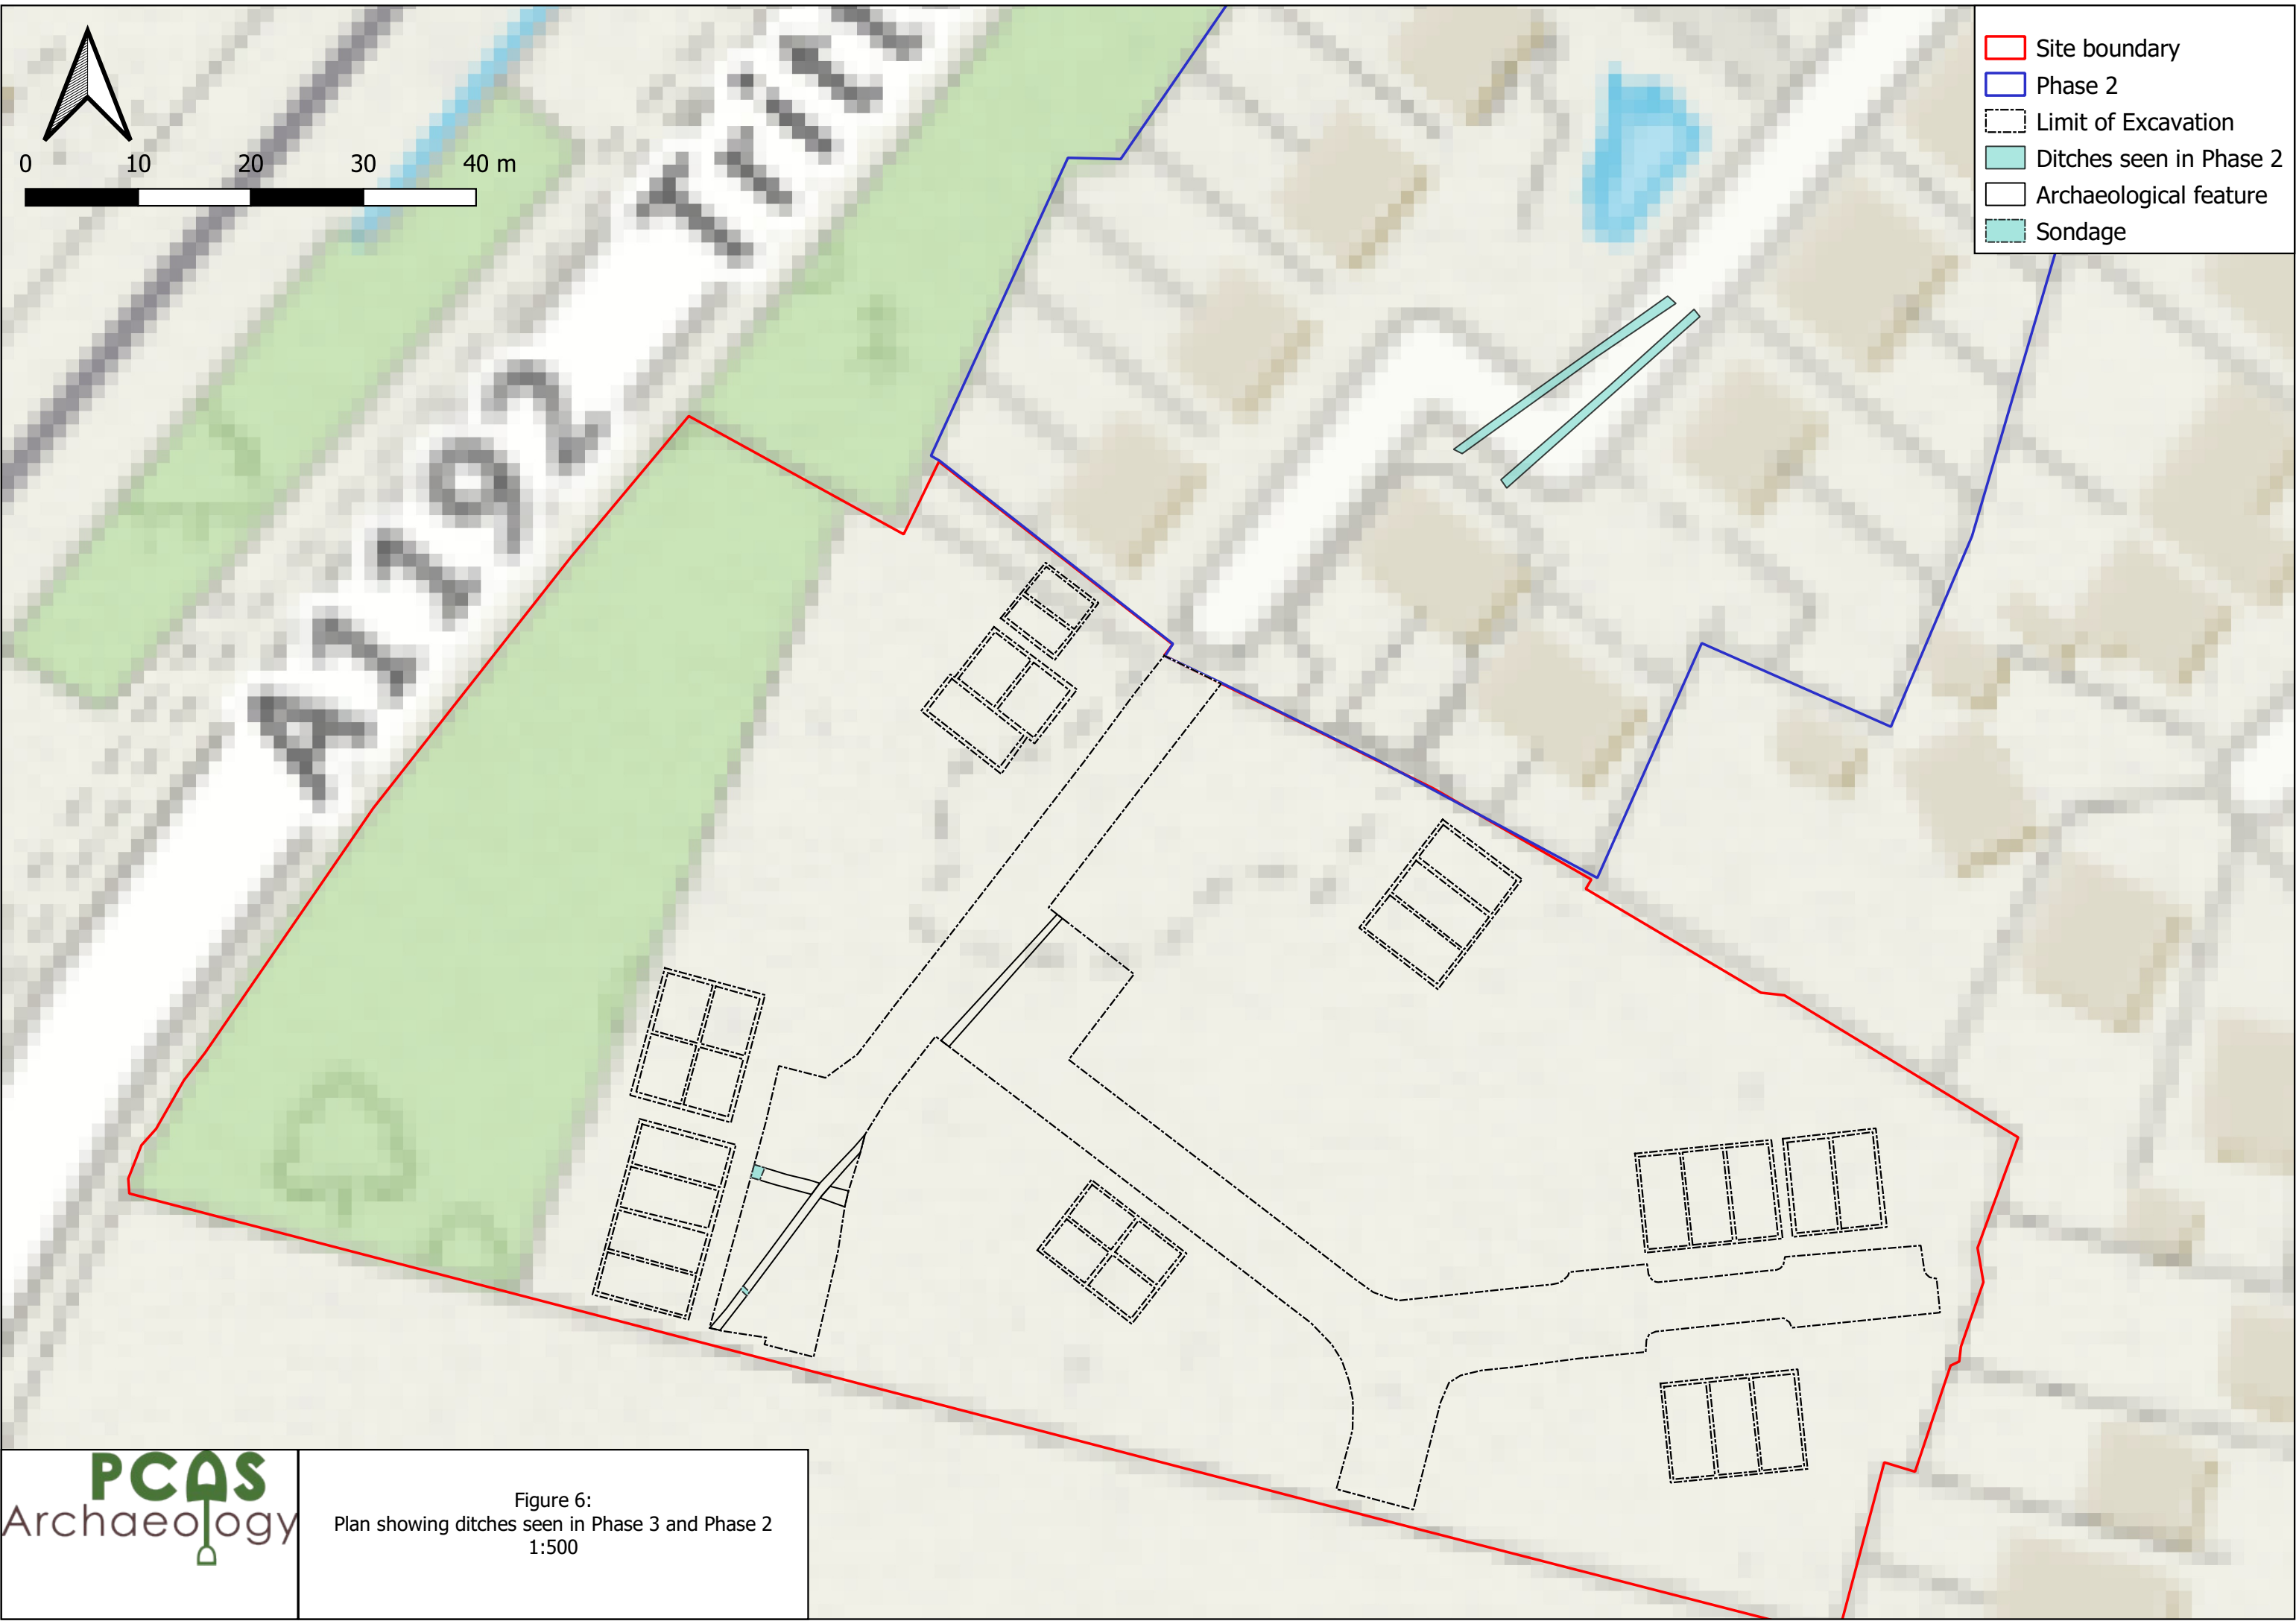 0 10 20 30 40 m
A1192
Site boundary
Phase 2
Limit of Excavation
Ditches seen in Phase 2
Archaeological feature
Sondage
PCAS
Archaeology
Figure 6:
Plan showing ditches seen in Phase 3 and Phase 2
1:500